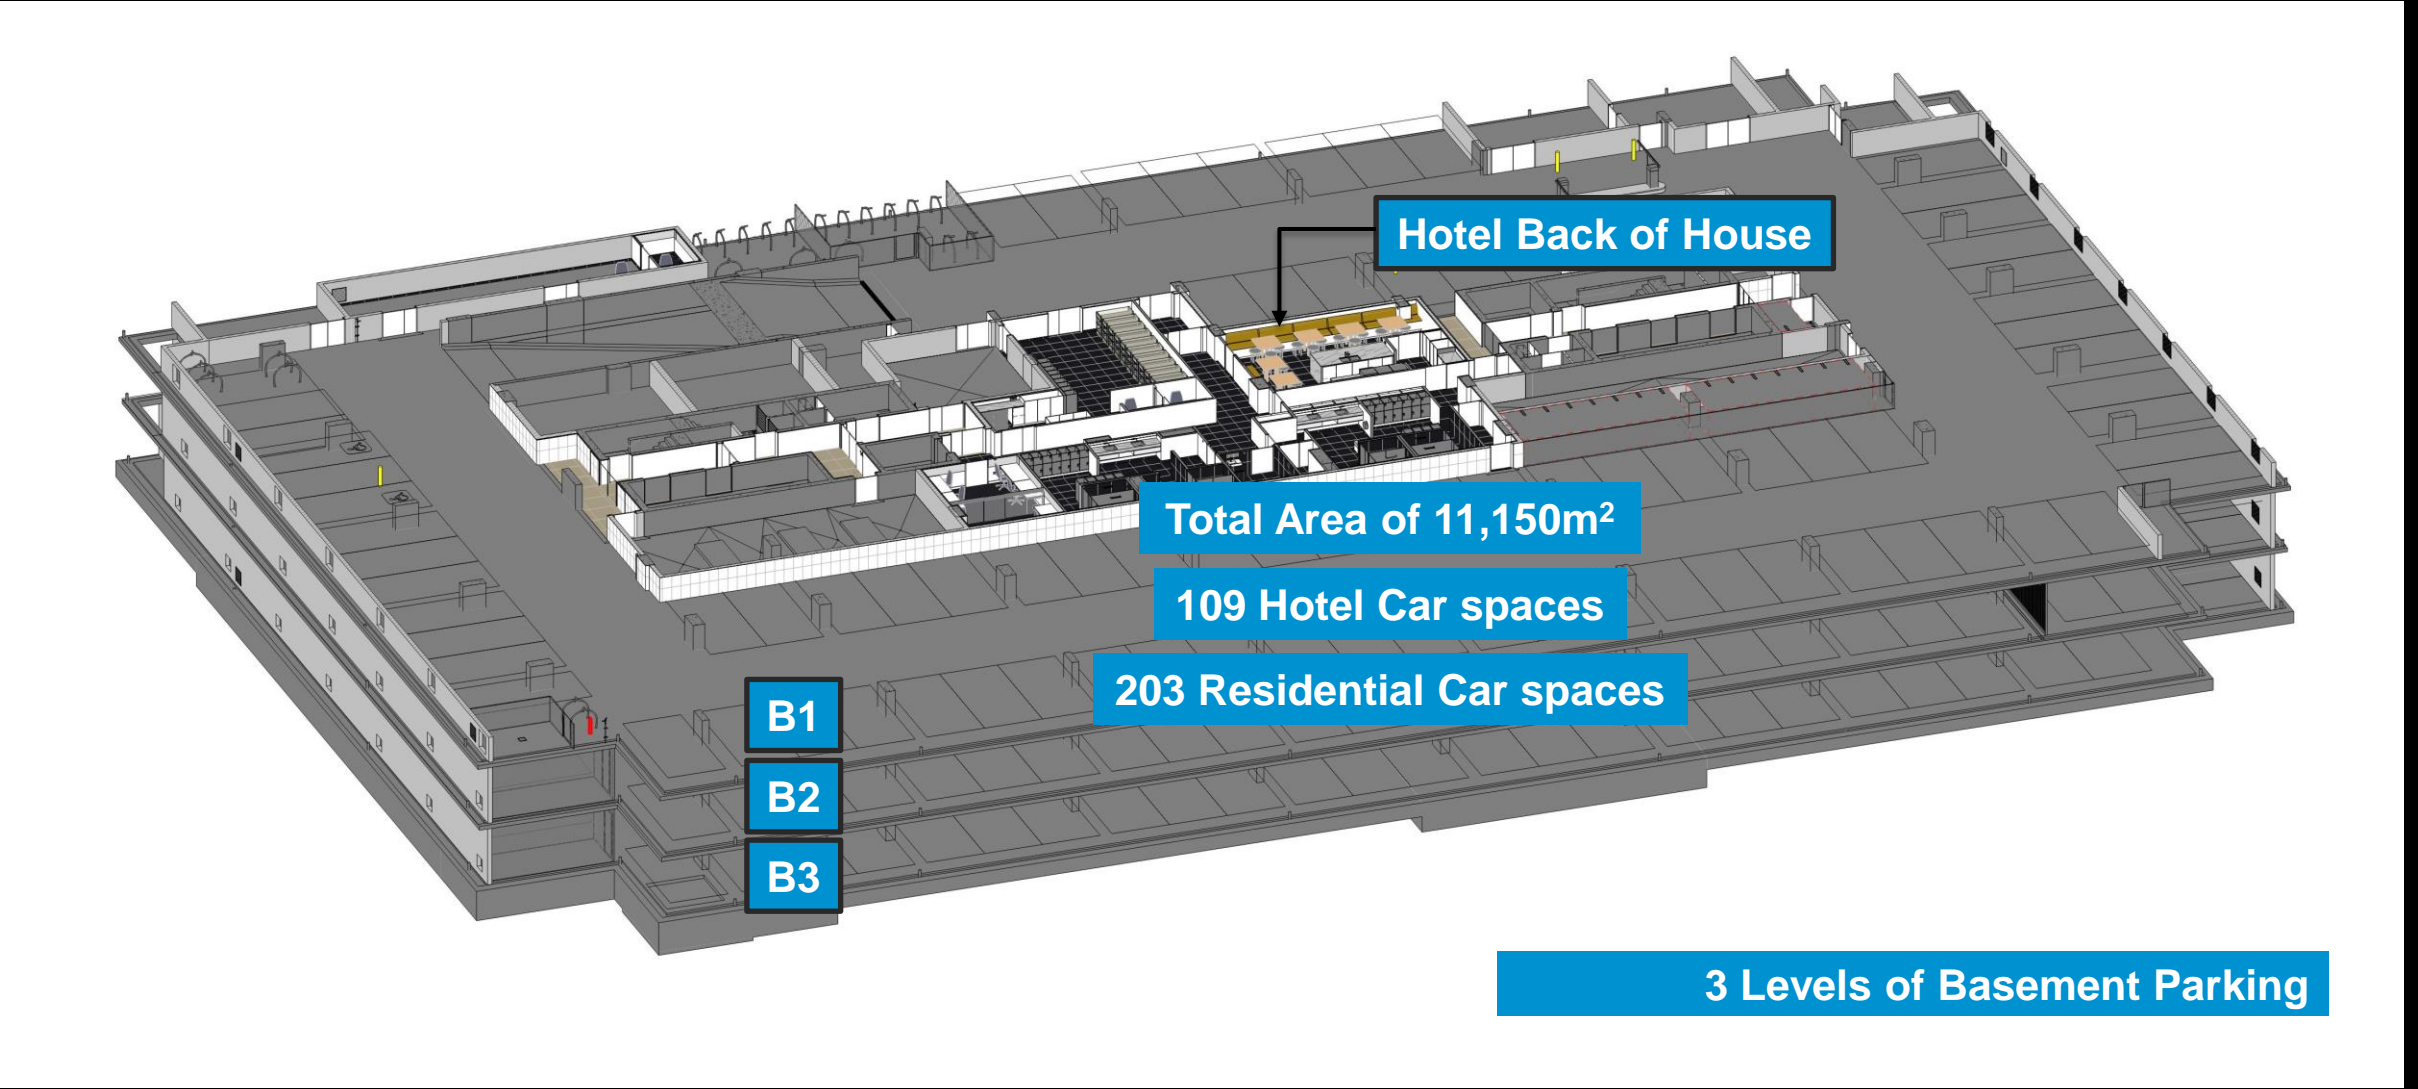 Hotel Back of House
Total Area of 11,150m²
109 Hotel Car spaces
203 Residential Car spaces
B1
B2
B3
3 Levels of Basement Parking